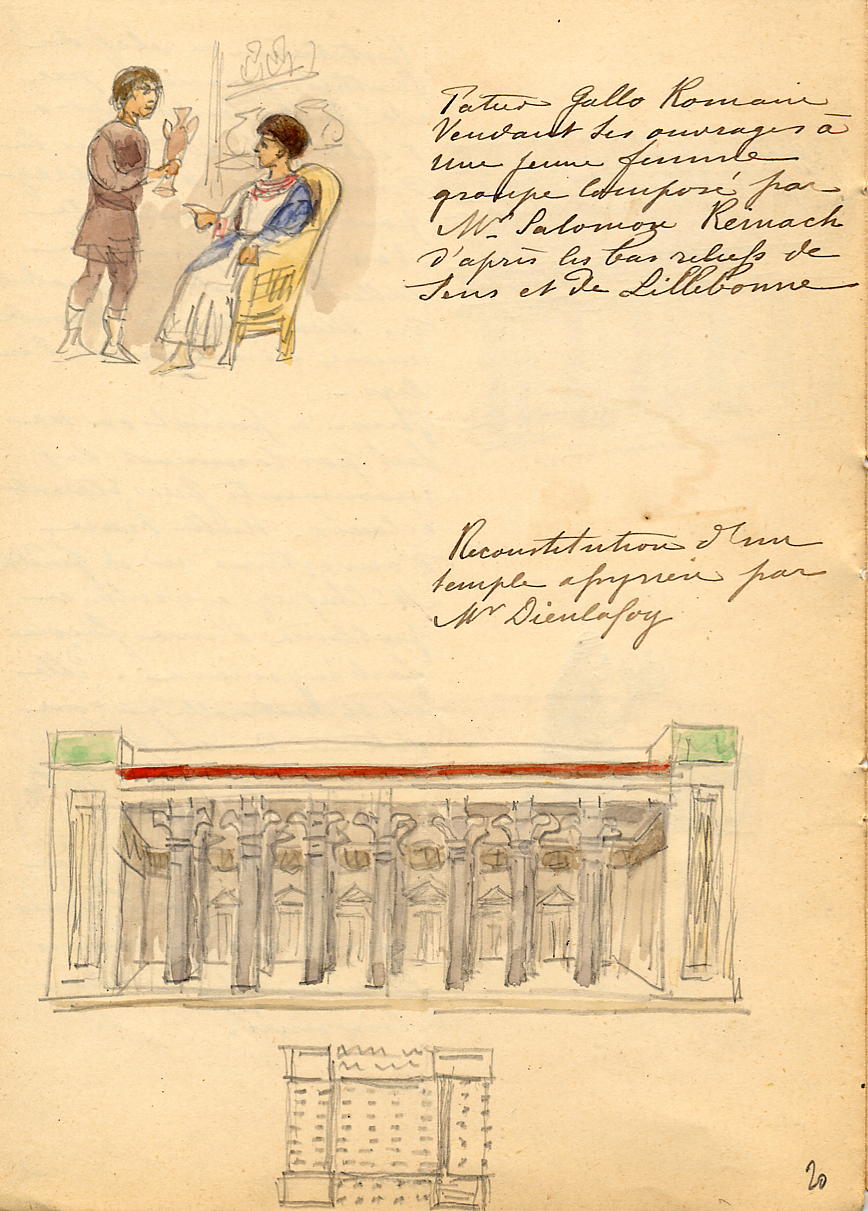 Potier Gallo Romain
Vendant ses ouvrages à
une jeune femme
groupe composé par
Mr Salomon Reinach
d'après les bas reliefs de
Sens et de Lillebonne
Reconstitution d'un
temple assyrien par
Mr Dieulafoy
20